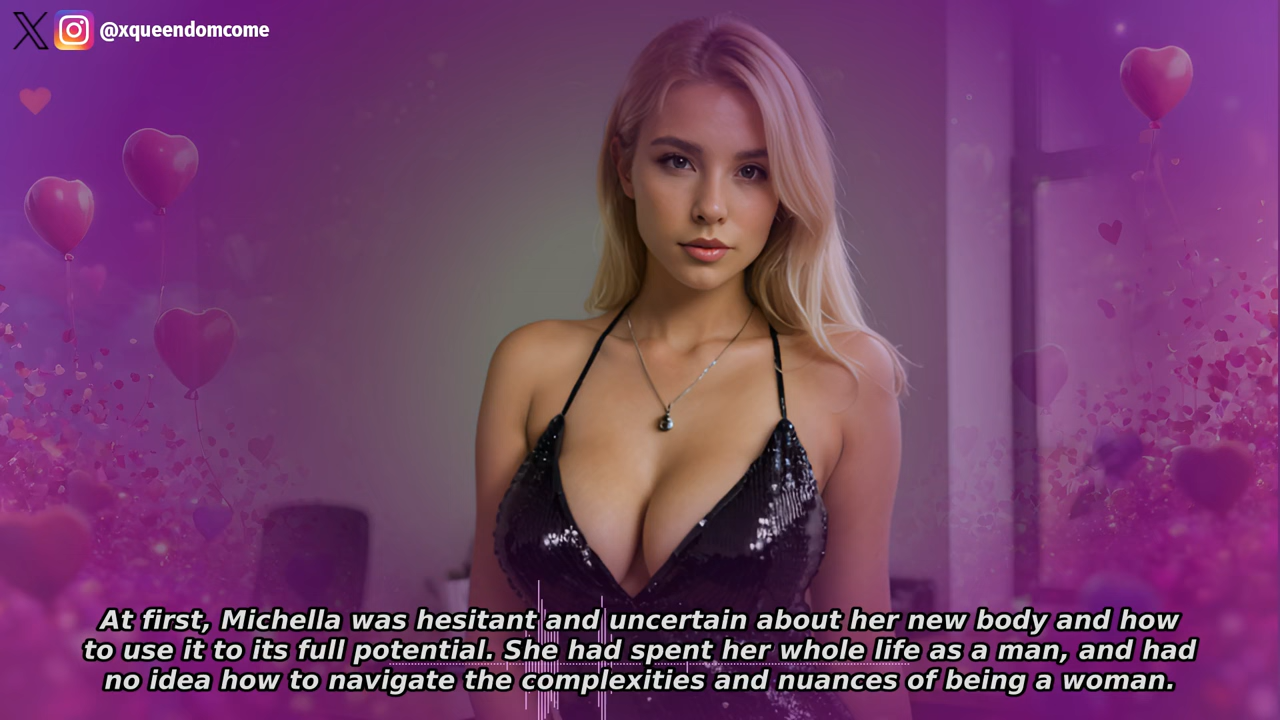 @xqueendomcome
At first, Michella was hesitant and uncertain about her new body and how
to use it to its full potential. She had spent her whole life as a man, and had
no idea how to navigate the complexities and nuances of being a woman.